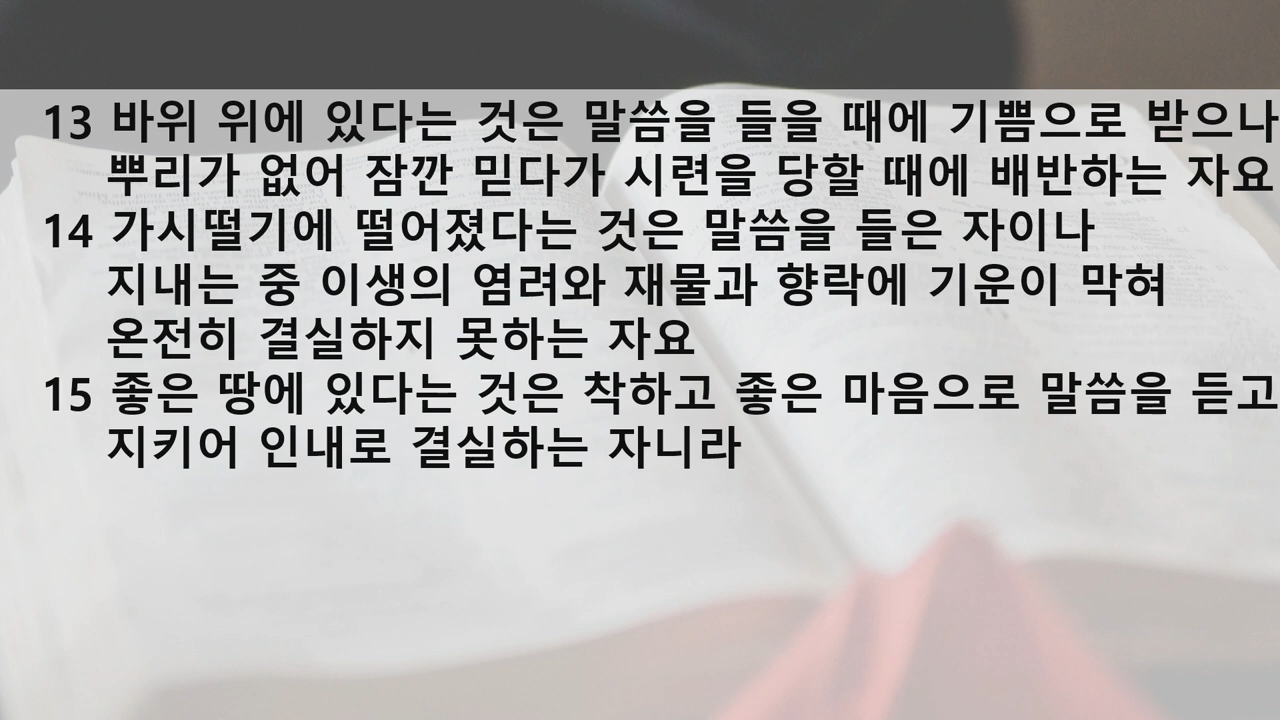 13 바위 위에 있다는 것은 말씀을 들을 때에 기쁨으로 받으나
뿌리가 없어 잠깐 믿다가 시련을 당할 때에 배반하는 자요
14 가시떨기에 떨어졌다는 것은 말씀을 들은 자이나
지내는 중 이생의 염려와 재물과 향락에 기운이 막혀
온전히 결실하지 못하는 자요
15 좋은 땅에 있다는 것은 착하고 좋은 마음으로 말씀을 듣고
지키어 인내로 결실하는 자니라